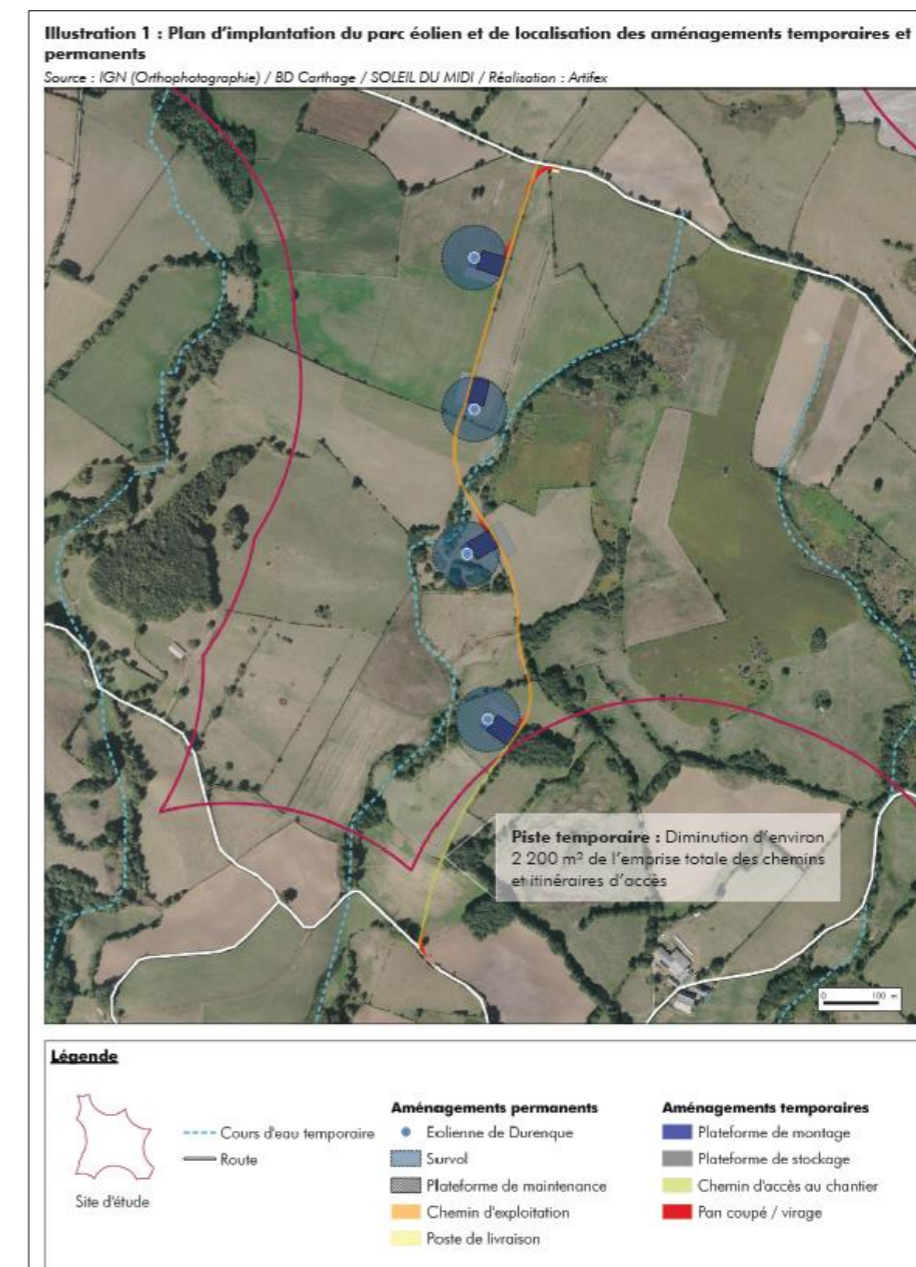 Illustration 1 : Plan d'implantation du parc éolien et de localisation des aménagements temporaires et
permanents
Source : IGN (Orthophotographie) / BD Carthage / SOLEIL DU MIDI / Réalisation : Artifex
Piste temporaire : Diminution d'environ
2 200 m² de l'emprise totale des chemins
et itinéraires d'accès
0 100 m
Légende
Site d'étude
Cours d'eau temporaire
Route
Aménagements permanents
Eolienne de Durenque
Survol
Plateforme de maintenance
Chemin d'exploitation
Poste de livraison
Aménagements temporaires
Plateforme de montage
Plateforme de stockage
Chemin d'accès au chantier
Pan coupé / virage